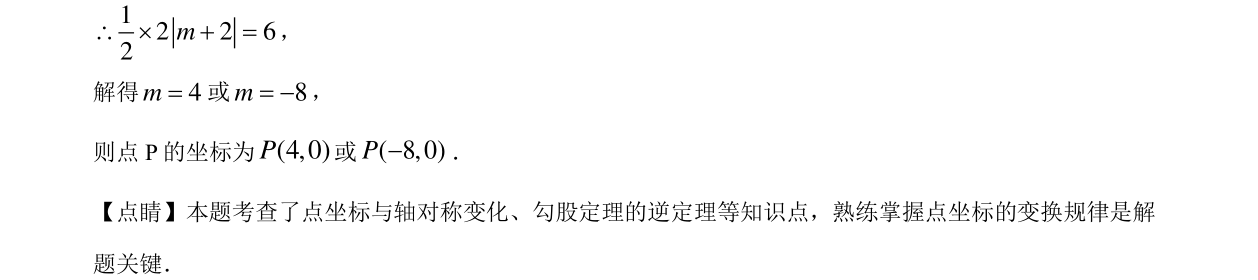 ∴ 1/2 × 2|m + 2| = 6，
解得 m = 4 或 m = −8，
则点 P 的坐标为 P(4,0) 或 P(−8,0)．
【点睛】本题考查了点坐标与轴对称变化、勾股定理的逆定理等知识点，熟练掌握点坐标的变换规律是解
题关键．